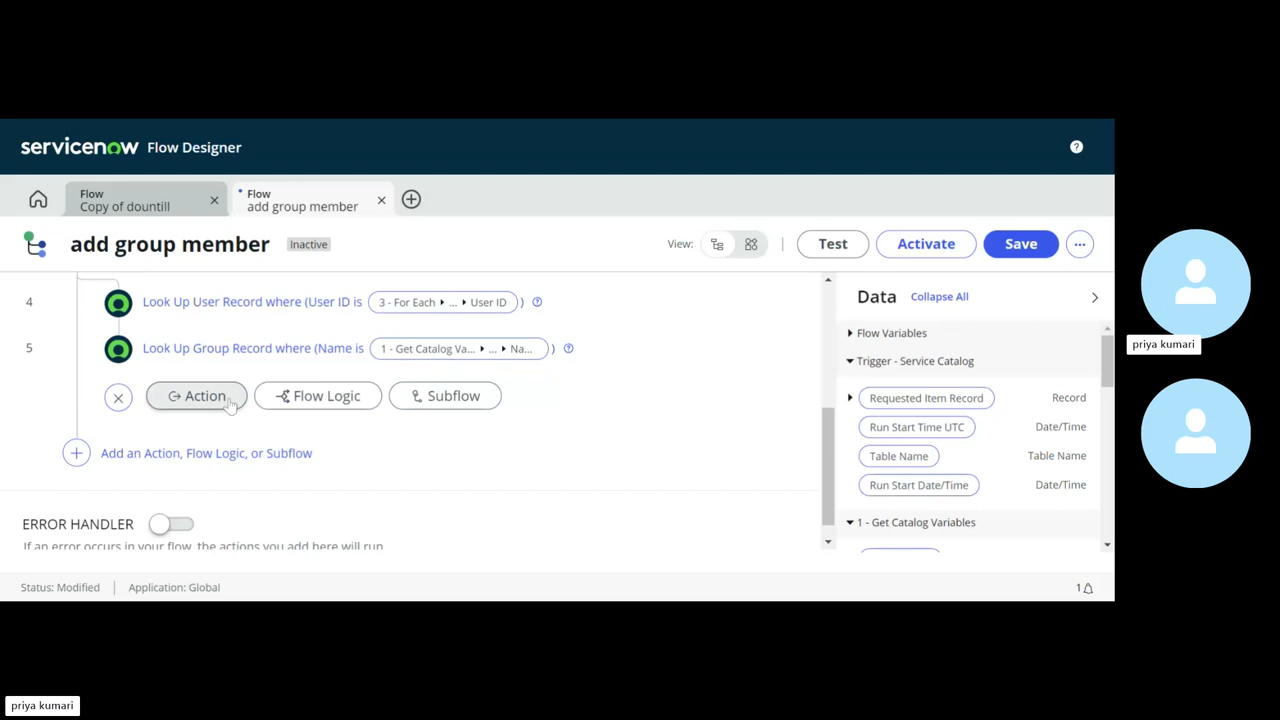 servicenow Flow Designer
Flow
Copy of dountill
Flow
add group member
add group member Inactive View: Test Activate Save
4 Look Up User Record where (User ID is 3 - For Each ... User ID )
5 Look Up Group Record where (Name is 1 - Get Catalog Va... ... Na... )
Action Flow Logic Subflow
Add an Action, Flow Logic, or Subflow
ERROR HANDLER
If an error occurs in your flow, the actions you add here will run
Data Collapse All
Flow Variables
Trigger - Service Catalog
Requested Item Record Record
Run Start Time UTC Date/Time
Table Name Table Name
Run Start Date/Time Date/Time
1 - Get Catalog Variables
Status: Modified Application: Global 1
priya kumari
priya kumari